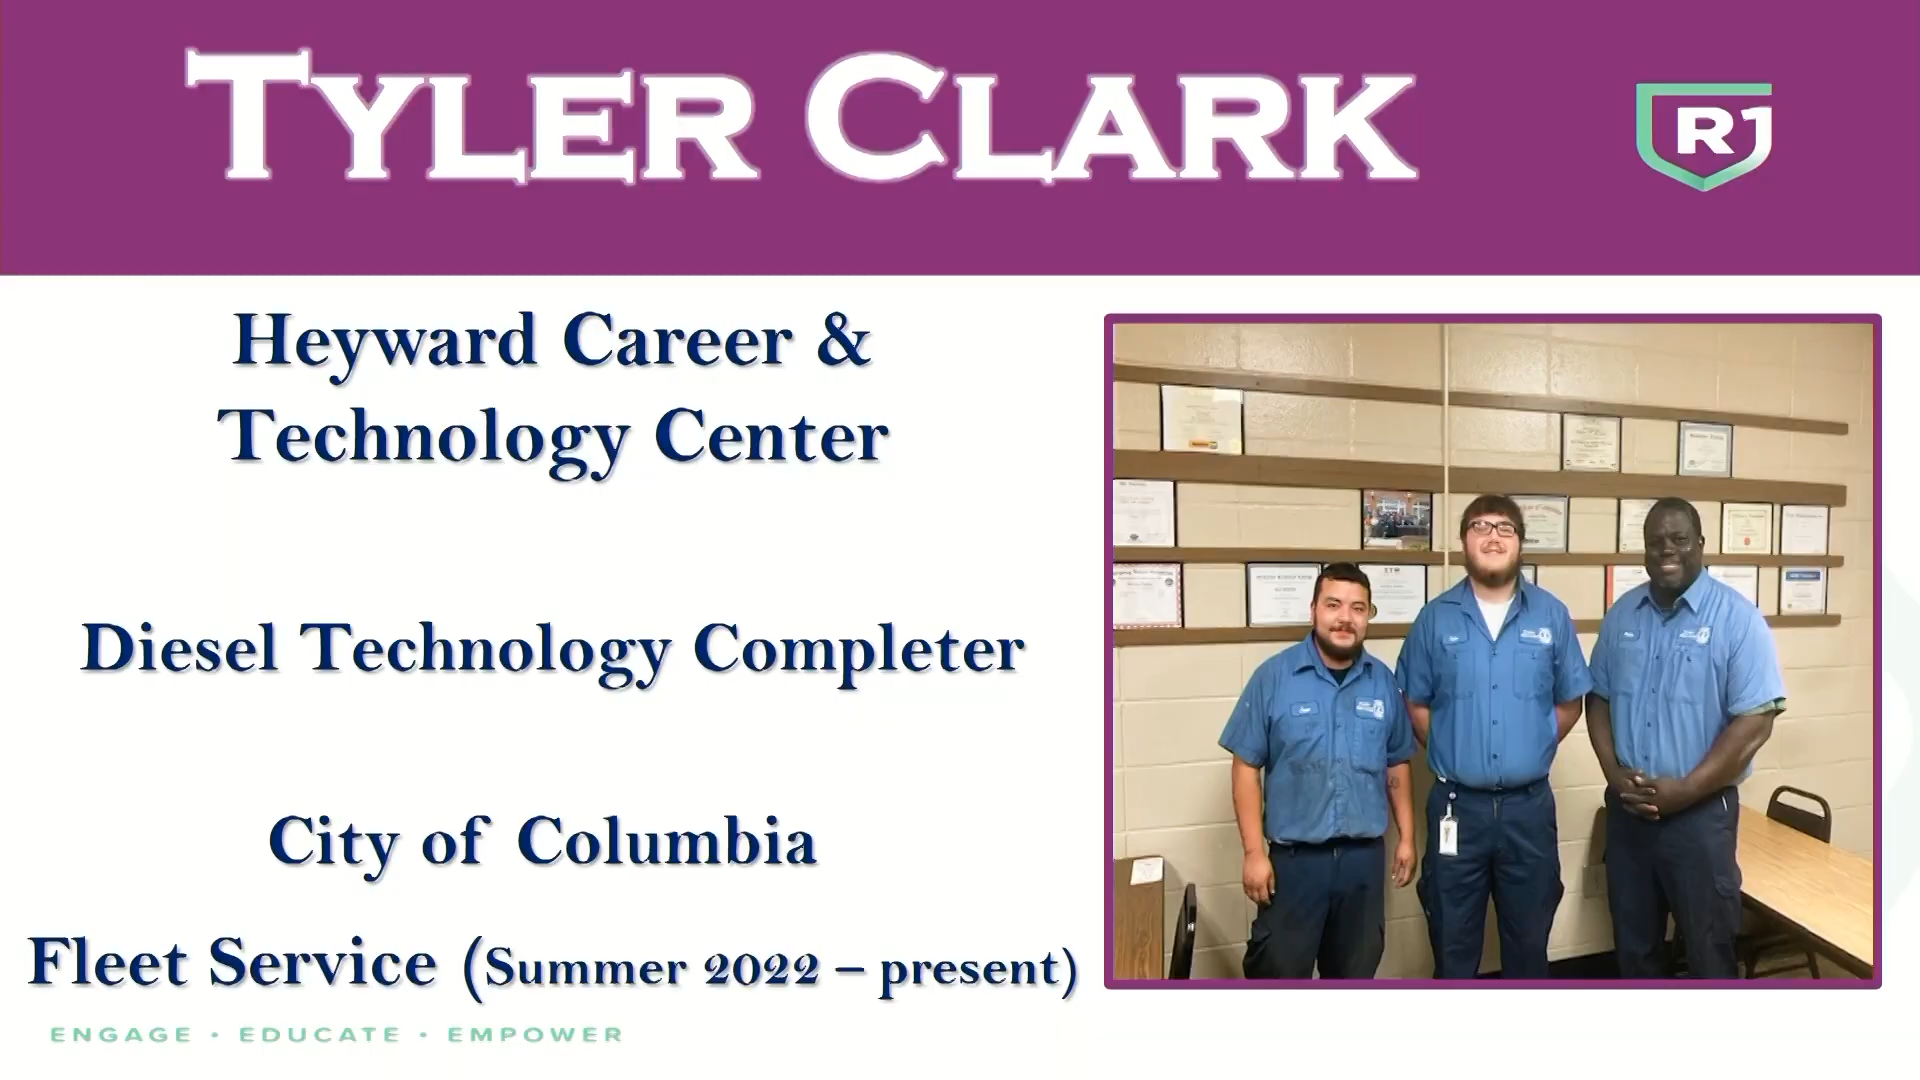 TYLER CLARK
R1
Heyward Career &
Technology Center
Diesel Technology Completer
City of Columbia
Fleet Service (Summer 2022 – present)
ENGAGE • EDUCATE • EMPOWER